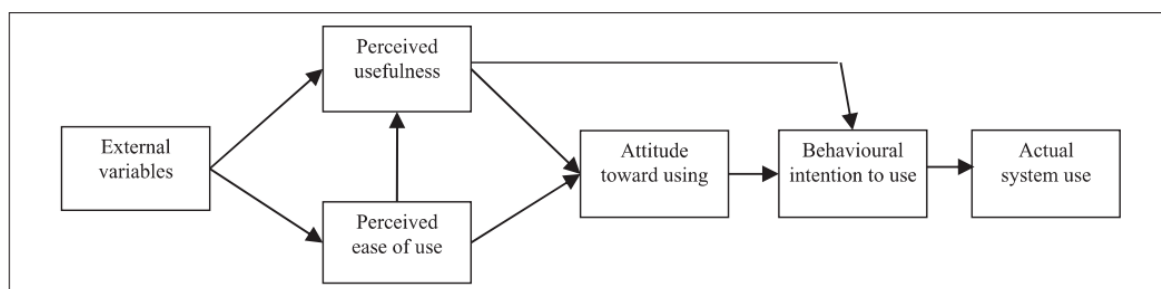 Perceived
usefulness
External
variables
Perceived
ease of use
Attitude
toward using
Behavioural
intention to use
Actual
system use